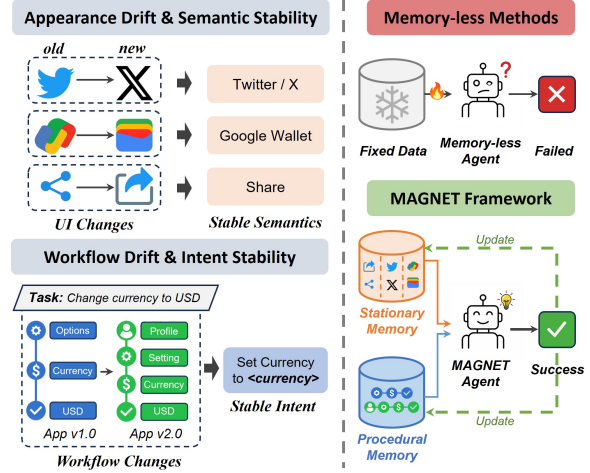 Appearance Drift & Semantic Stability
old
new
Twitter / X
Google Wallet
Share
UI Changes
Stable Semantics
Workflow Drift & Intent Stability
Task: Change currency to USD
Options
Currency
USD
App v1.0
Profile
Setting
Currency
USD
App v2.0
Workflow Changes
Set Currency
to <currency>
Stable Intent
Memory-less Methods
?
Fixed Data
Memory-less
Agent
Failed
MAGNET Framework
Update
Stationary
Memory
MAGNET
Agent
Success
Update
Procedural
Memory